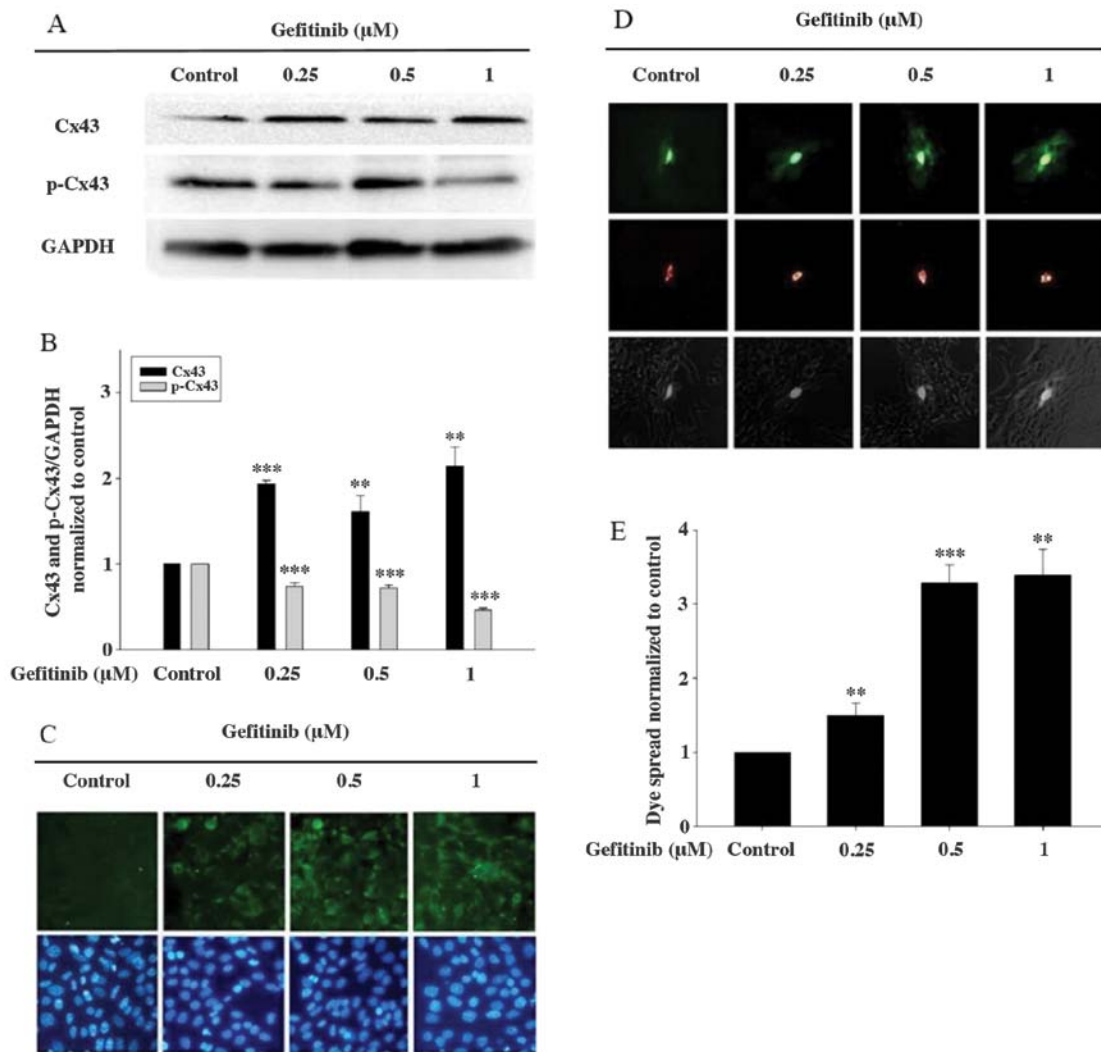 A
Gefitinib (µM)
Control 0.25 0.5 1
Cx43
p-Cx43
GAPDH
B
Cx43 and p-Cx43/GAPDH
normalized to control
3
2
1
0
Cx43
p-Cx43
***
***
**
***
**
***
Gefitinib (µM) Control 0.25 0.5 1
C
Gefitinib (µM)
Control 0.25 0.5 1
D
Gefitinib (µM)
Control 0.25 0.5 1
E
Dye spread normalized to control
4
3
2
1
0
**
***
**
Gefitinib (µM) Control 0.25 0.5 1